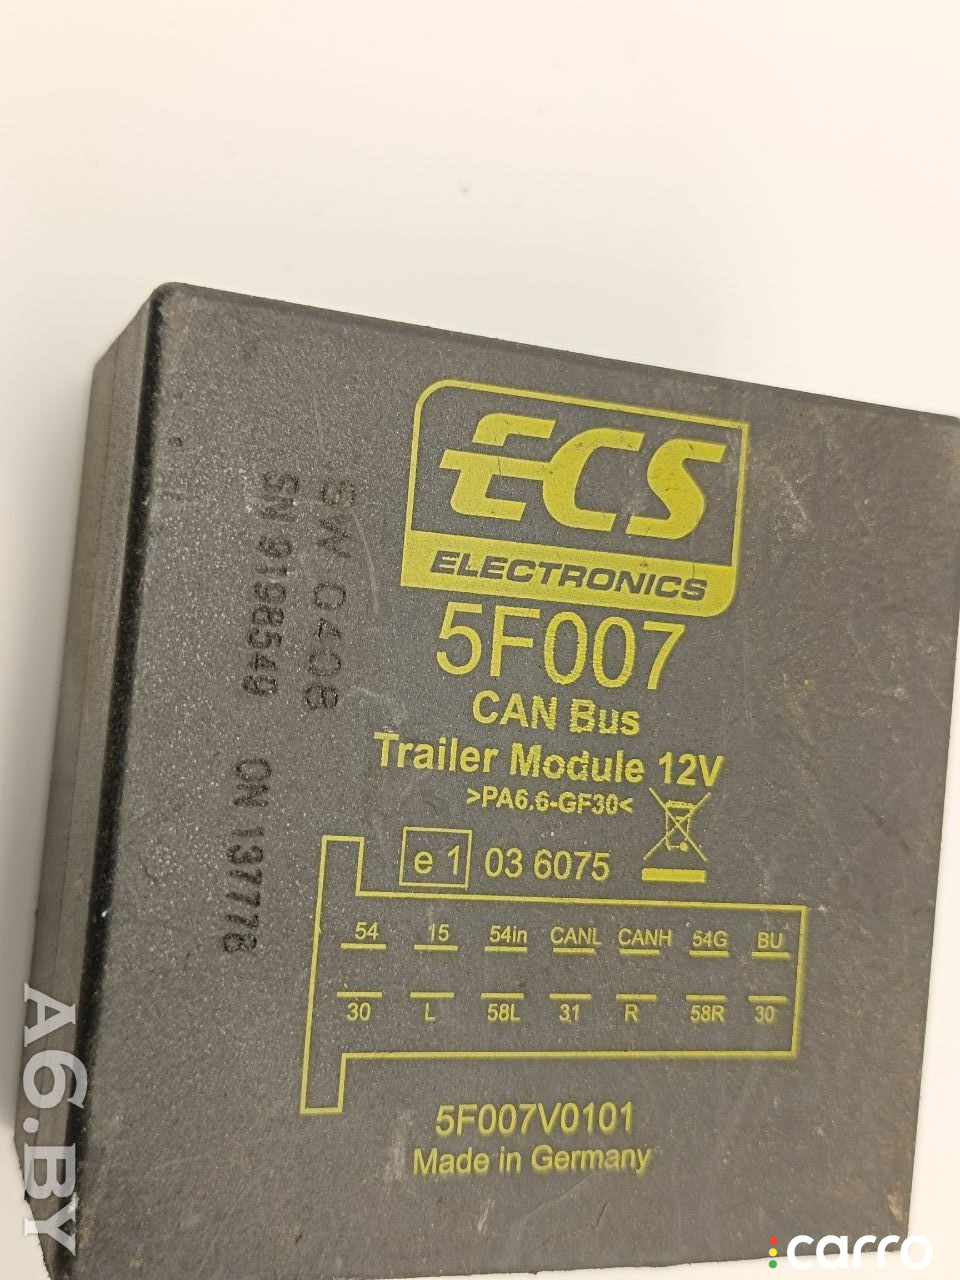 ECS
ELECTRONICS
5F007
CAN Bus
Trailer Module 12V
>PA6.6-GF30<
e1 03 6075
54 15 54in CANL CANH 54G BU
30 L 58L 31 R 58R 30
5F007V0101
Made in Germany
SW 0408
SN 9198549 ON 137778
A6.BY
carro